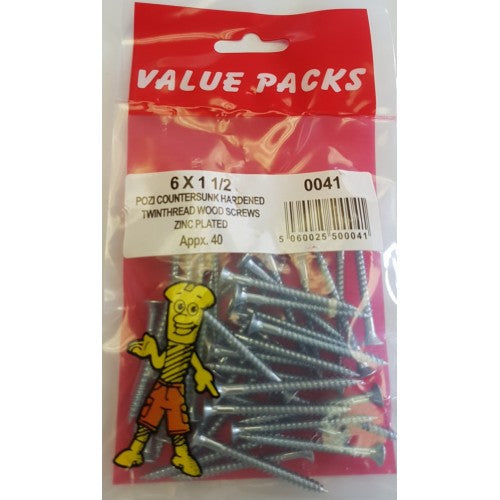 VALUE PACKS
6 X 1 1/2
POZI COUNTERSUNK HARDENED
TWINTHREAD WOOD SCREWS
ZINC PLATED
Appx. 40
0041
5 060025 500041